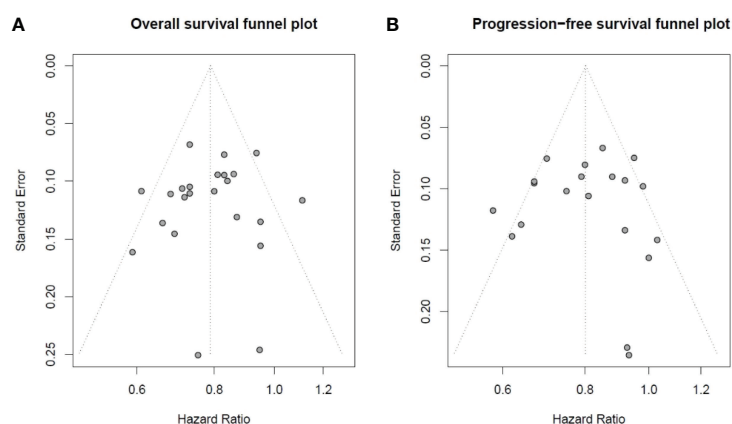 A
Overall survival funnel plot
0.00
0.05
0.10
0.15
0.20
0.25
Standard Error
0.6
0.8
1.0
1.2
Hazard Ratio
B
Progression−free survival funnel plot
0.00
0.05
0.10
0.15
0.20
Standard Error
0.6
0.8
1.0
1.2
Hazard Ratio